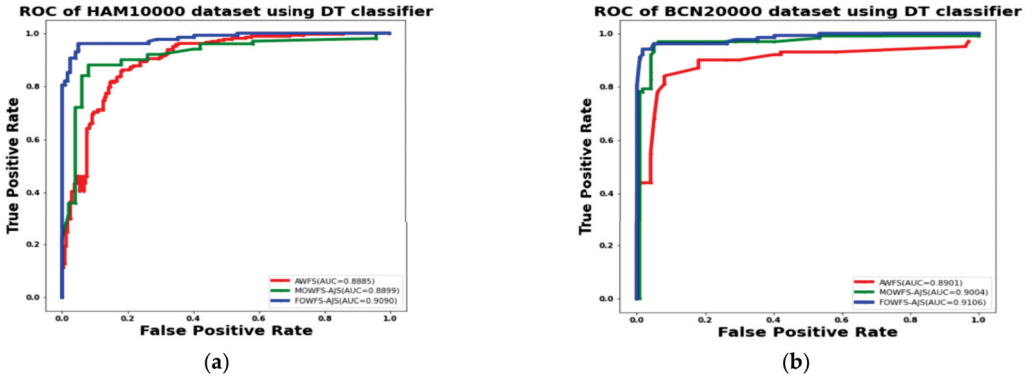 ROC of HAM10000 dataset using DT classifier
True Positive Rate
1.0
0.8
0.6
0.4
0.2
0.0
AWFS(AUC=0.8885)
MOWFS-AJS(AUC=0.8899)
FOWFS-AJS(AUC=0.9090)
0.0 0.2 0.4 0.6 0.8 1.0
False Positive Rate
(a)
ROC of BCN20000 dataset using DT classifier
True Positive Rate
1.0
0.8
0.6
0.4
0.2
0.0
AWFS(AUC=0.8901)
MOWFS-AJS(AUC=0.9004)
FOWFS-AJS(AUC=0.9106)
0.0 0.2 0.4 0.6 0.8 1.0
False Positive Rate
(b)